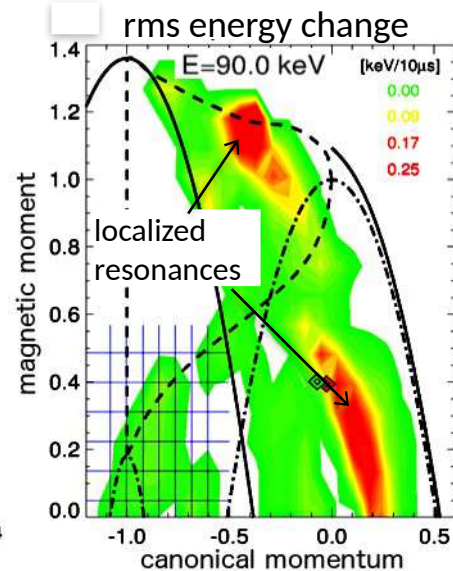 rms energy change
E=90.0 keV
[keV/10µs]
0.00
0.09
0.17
0.25
1.4
1.2
1.0
0.8
0.6
0.4
0.2
0.0
magnetic moment
localized
resonances
-1.0
-0.5
0.0
0.5
canonical momentum